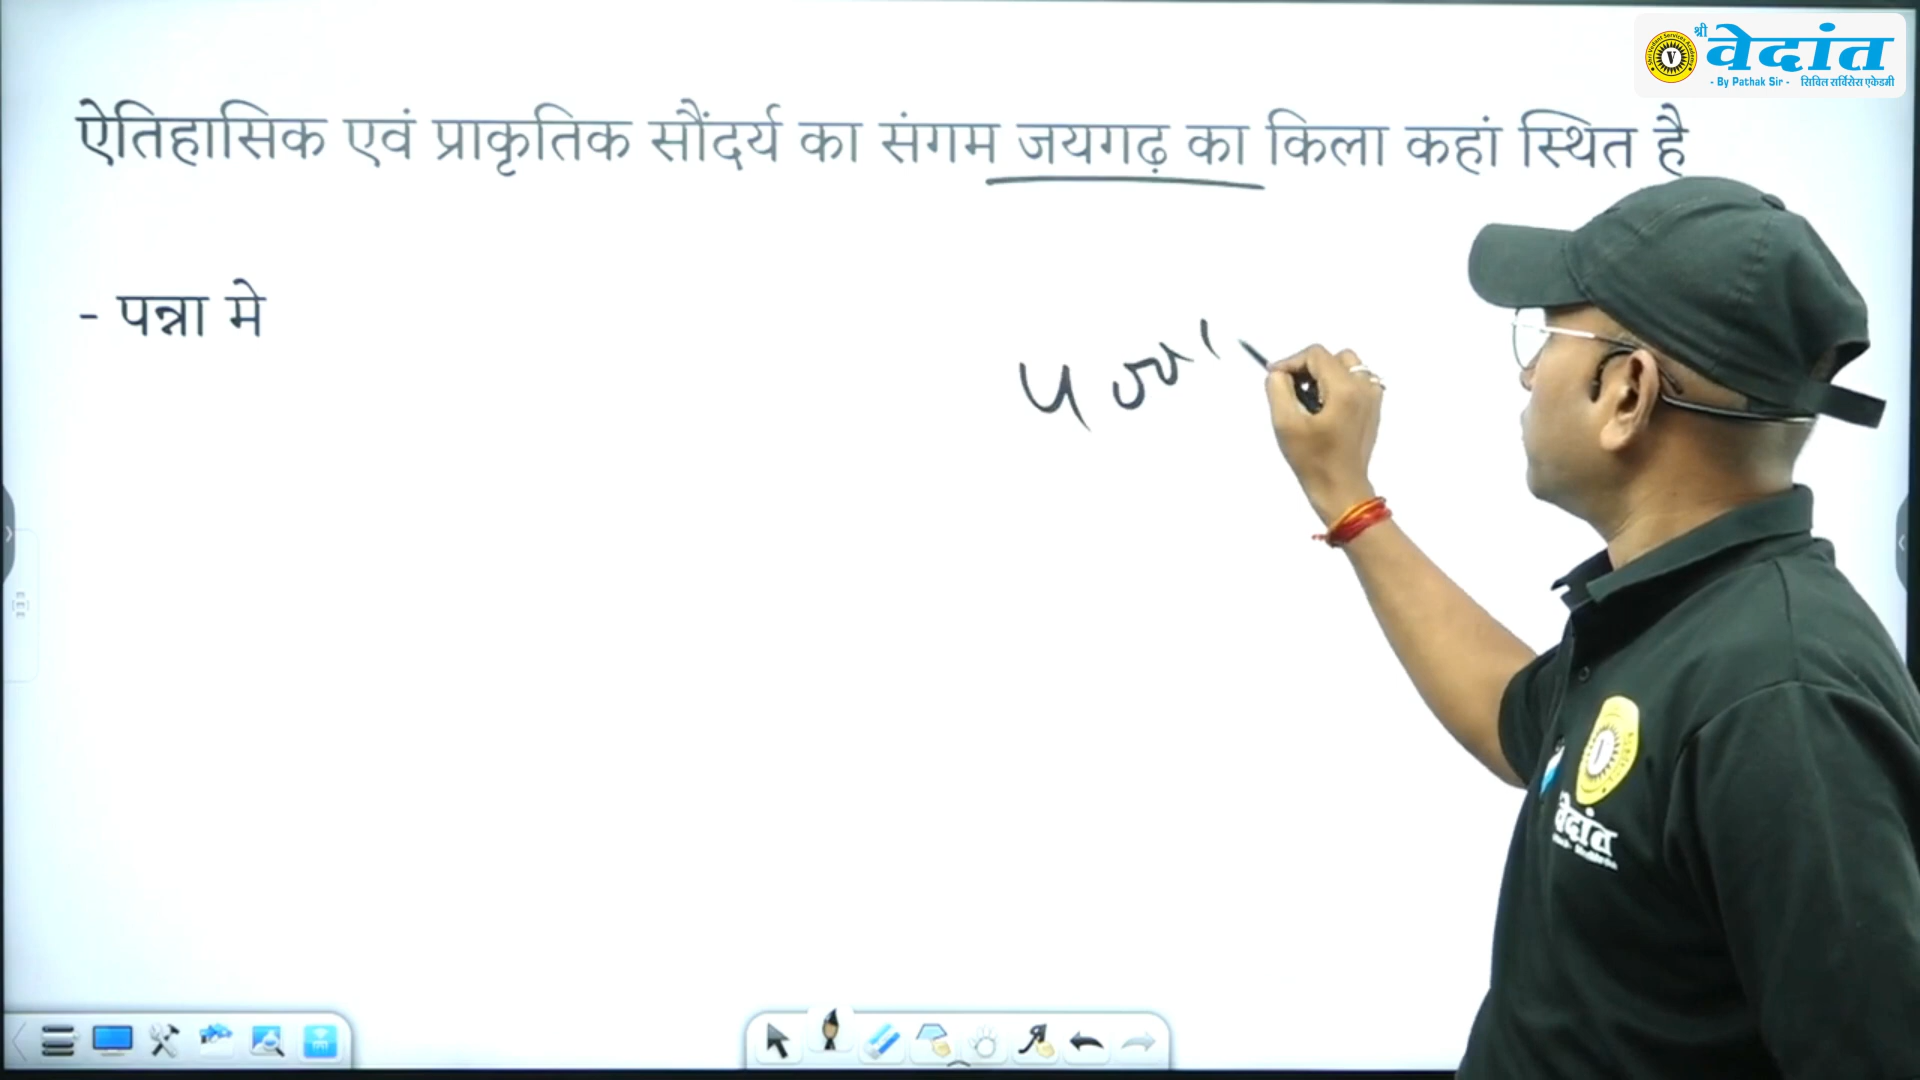 श्री वेदांत
- By Pathak Sir - सिविल सर्विसेस एकेडमी
ऐतिहासिक एवं प्राकृतिक सौंदर्य का संगम जयगढ़ का किला कहां स्थित है
- पन्ना मे
V
वेदांत